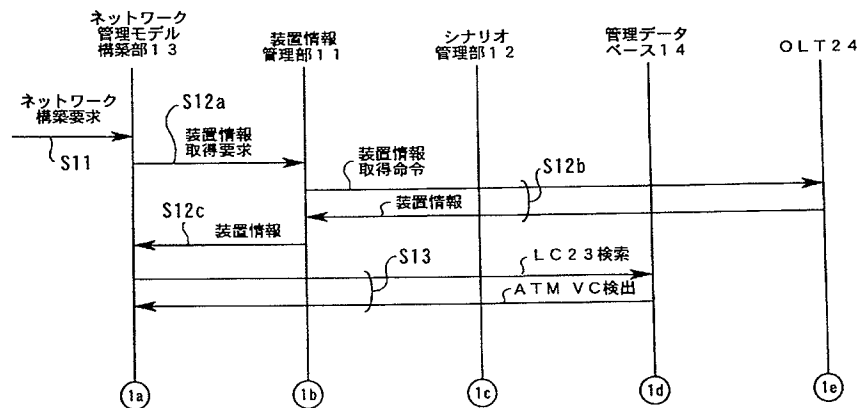 ネットワーク
管理モデル
構築部13
装置情報
管理部11
シナリオ
管理部12
管理データ
ベース14
OLT24
ネットワーク
構築要求
S11
S12a
装置情報
取得要求
装置情報
取得命令
S12b
装置情報
S12c
装置情報
S13
LC23検索
ATM VC検出
1a
1b
1c
1d
1e